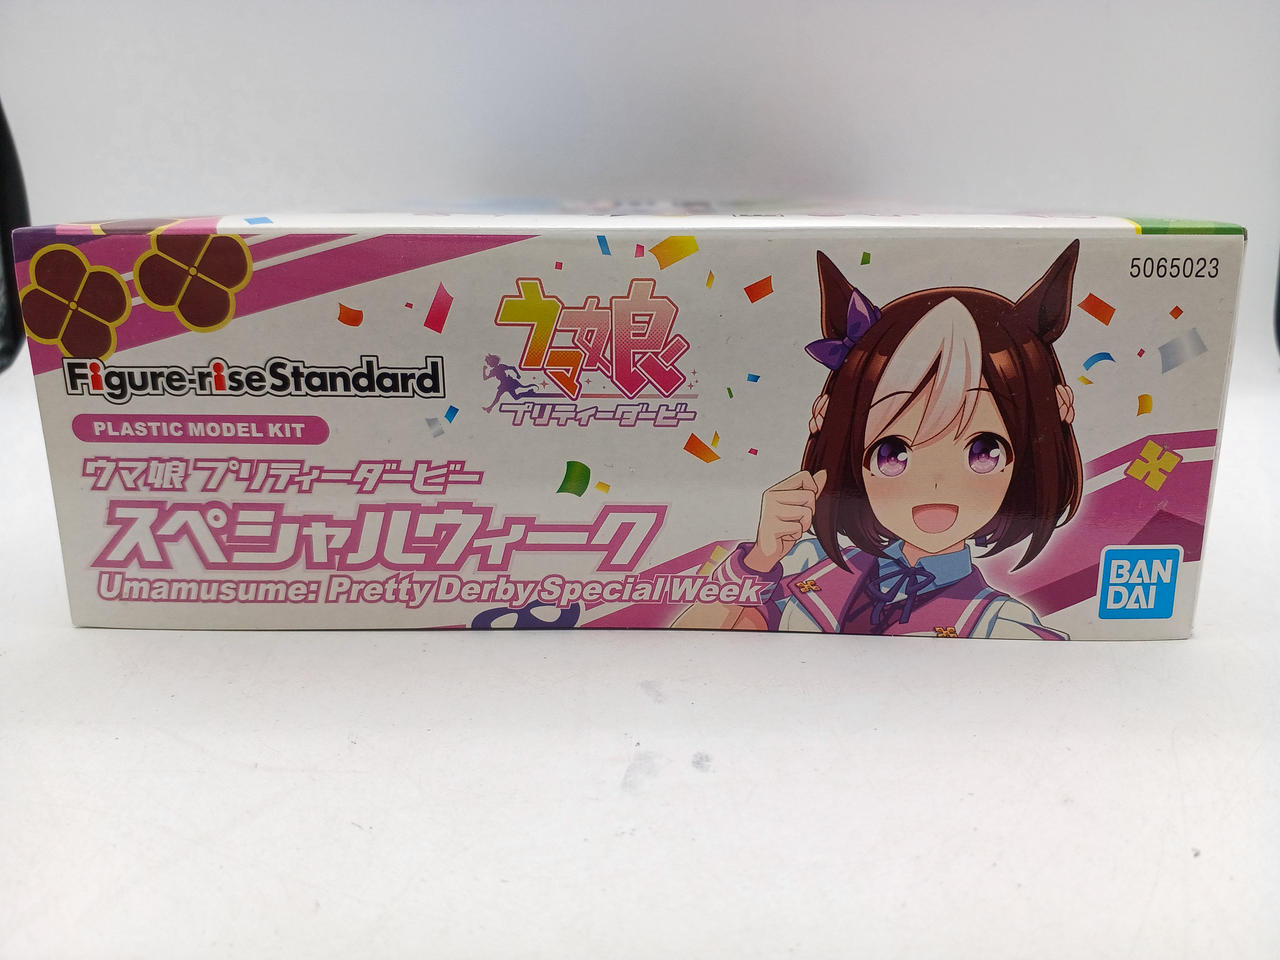 5065023
ウマ娘
プリティーダービー
Figure-riseStandard
PLASTIC MODEL KIT
ウマ娘 プリティーダービー
スペシャルウィーク
Umamusume: Pretty Derby Special Week
BAN
DAI